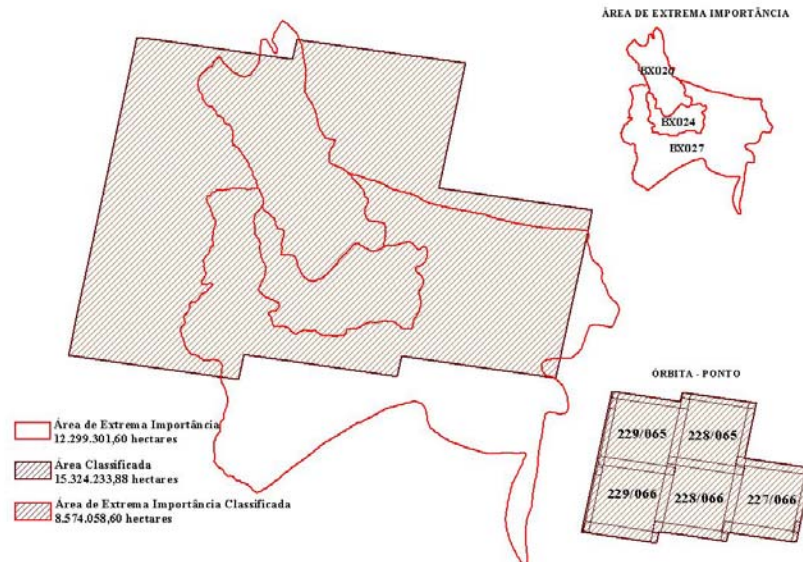 ÁREA DE EXTREMA IMPORTÂNCIA
BX026
BX024
BX027
Área de Extrema Importância
12.299.301,60 hectares
Área Classificada
15.324.233,88 hectares
Área de Extrema Importância Classificada
8.574.058,60 hectares
ÓRBITA - PONTO
229/065
228/065
229/066
228/066
227/066